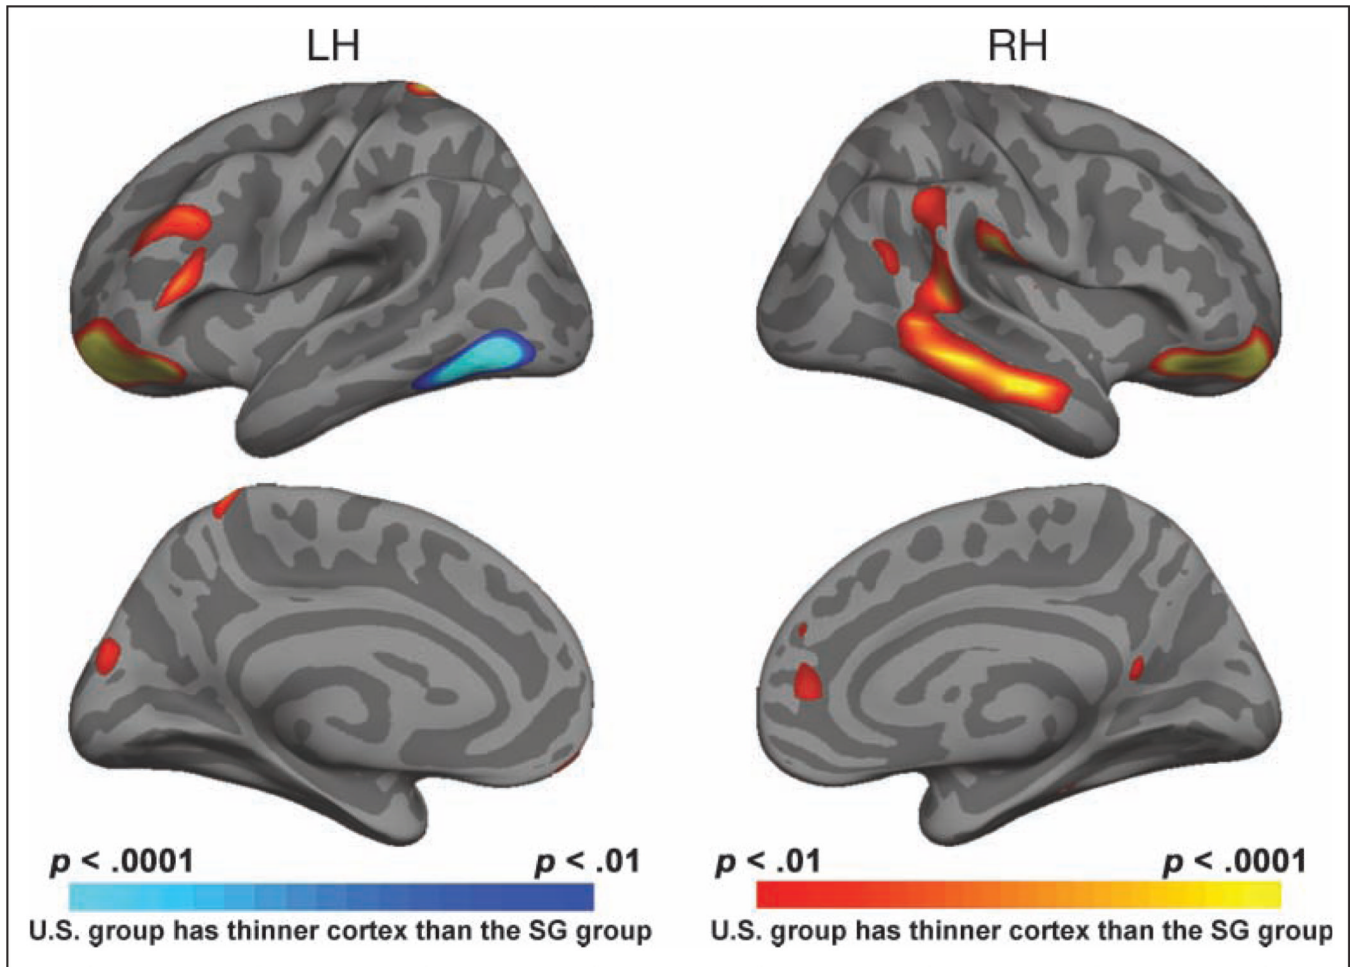 LH RH
p < .0001 p < .01 p < .01 p < .0001
U.S. group has thinner cortex than the SG group U.S. group has thinner cortex than the SG group